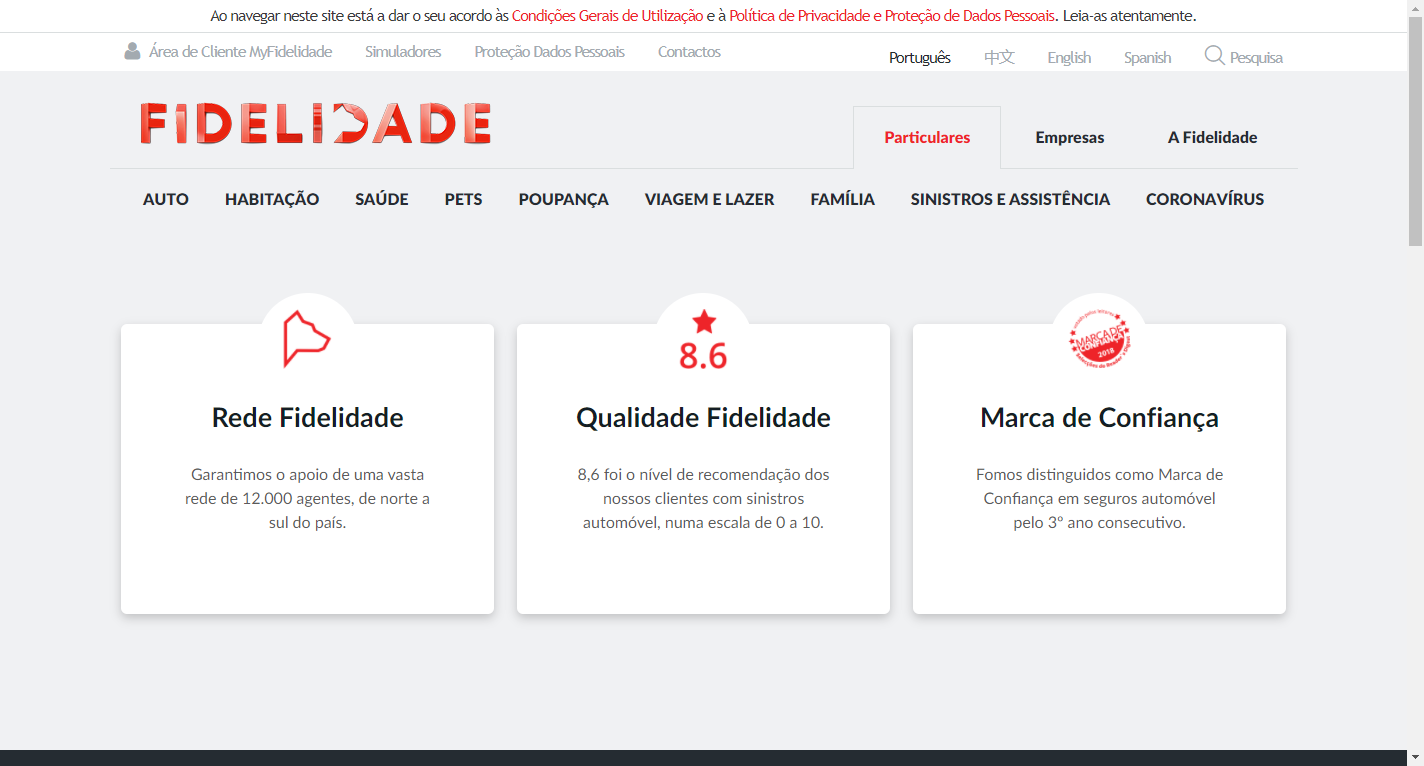 Ao navegar neste site está a dar o seu acordo às Condições Gerais de Utilização e à Política de Privacidade e Proteção de Dados Pessoais. Leia-as atentamente.
Área de Cliente MyFidelidade Simuladores Proteção Dados Pessoais Contactos Português 中文 English Spanish Pesquisa
FIDELIDADE
Particulares Empresas A Fidelidade
AUTO HABITAÇÃO SAÚDE PETS POUPANÇA VIAGEM E LAZER FAMÍLIA SINISTROS E ASSISTÊNCIA CORONAVÍRUS
Rede Fidelidade
Garantimos o apoio de uma vasta
rede de 12.000 agentes, de norte a
sul do país.
8.6
Qualidade Fidelidade
8,6 foi o nível de recomendação dos
nossos clientes com sinistros
automóvel, numa escala de 0 a 10.
MARCA DE
CONFIANÇA
2018
Marca de Confiança
Fomos distinguidos como Marca de
Confiança em seguros automóvel
pelo 3º ano consecutivo.